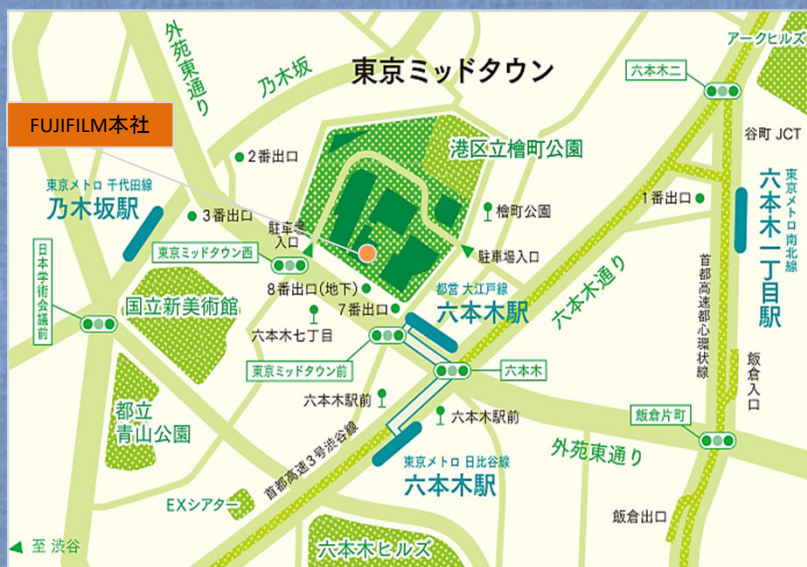 アークヒルズ
外苑東通り
乃木坂
東京ミッドタウン
六本木二
FUJIFILM本社
谷町 JCT
2番出口
港区立檜町公園
東京メトロ 千代田線
乃木坂駅
3番出口
駐車場
入口
檜町公園
1番出口
東京メトロ 南北線
六本木一丁目駅
日本学術会議前
東京ミッドタウン西
駐車場入口
国立新美術館
8番出口(地下)
都営 大江戸線
六本木駅
7番出口
六本木七丁目
六本木通り
首都高速都心環状線
東京ミッドタウン前
六本木
飯倉
入口
都立
青山公園
六本木駅前
六本木駅前
飯倉片町
外苑東通り
首都高速3号渋谷線
東京メトロ 日比谷線
六本木駅
EXシアター
飯倉出口
至 渋谷
六本木ヒルズ